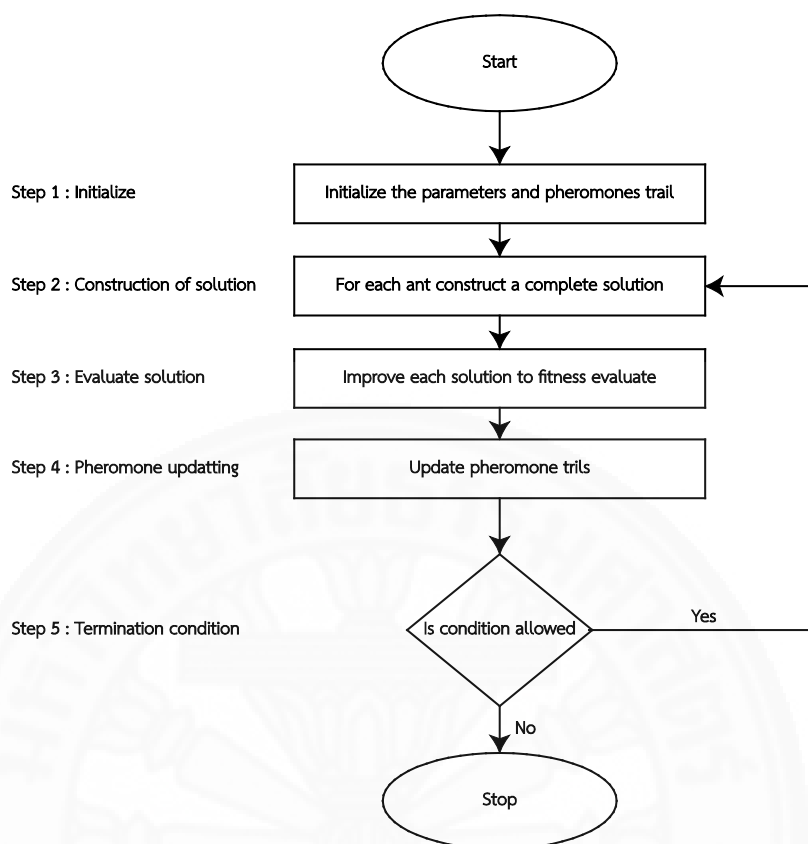 Start
Step 1 : Initialize
Initialize the parameters and pheromones trail
Step 2 : Construction of solution
For each ant construct a complete solution
Step 3 : Evaluate solution
Improve each solution to fitness evaluate
Step 4 : Pheromone updatting
Update pheromone trils
Step 5 : Termination condition
Is condition allowed
Yes
No
Stop